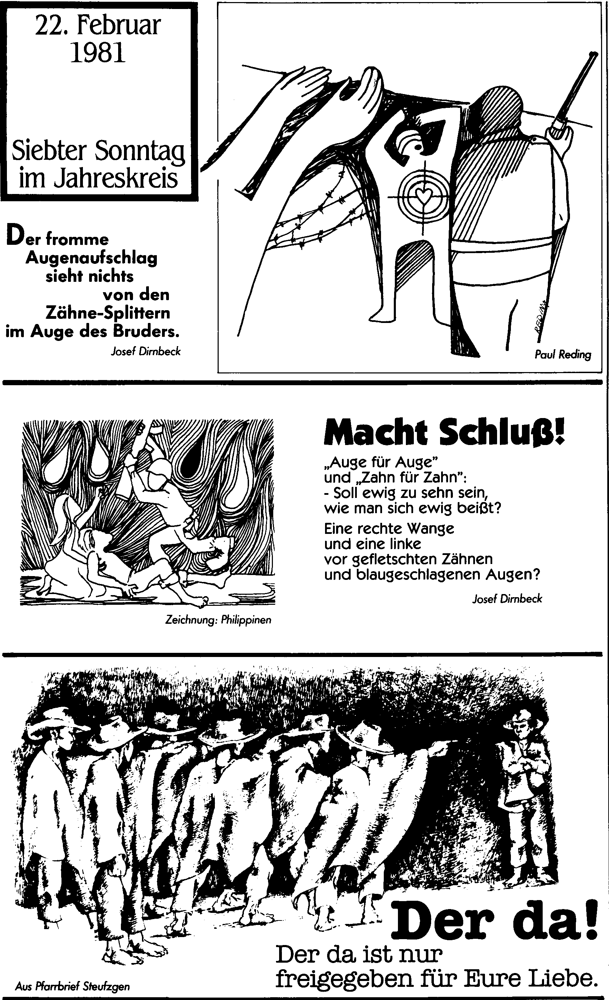 22. Februar
1981
Siebter Sonntag
im Jahreskreis
Der fromme
Augenaufschlag
sieht nichts
von den
Zähne-Splittern
im Auge des Bruders.
Josef Dirnbeck
REDING
Paul Reding
Macht Schluß!
„Auge für Auge”
und „Zahn für Zahn”:
- Soll ewig zu sehn sein,
wie man sich ewig beißt?
Eine rechte Wange
und eine linke
vor gefletschten Zähnen
und blaugeschlagenen Augen?
Josef Dirnbeck
Zeichnung: Philippinen
Der da!
Der da ist nur
freigegeben für Eure Liebe.
Aus Pfarrbrief Steufzgen